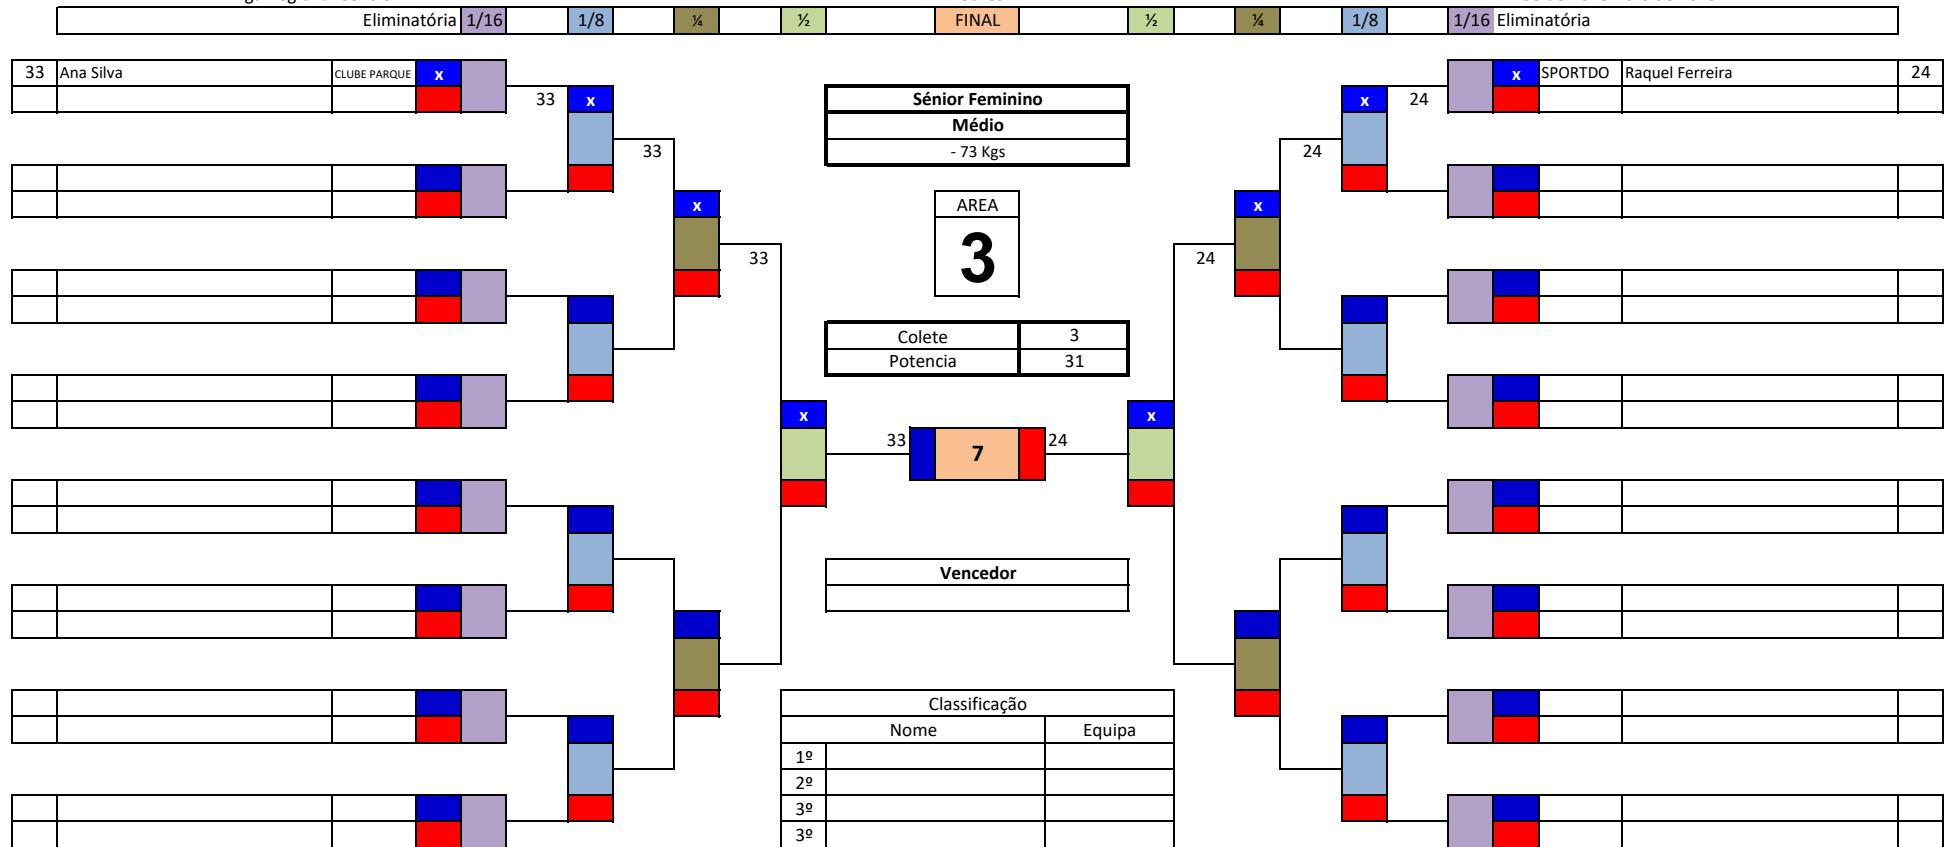 Eliminatória 1/16 1/8 ¼ ½ FINAL ½ ¼ 1/8 1/16 Eliminatória
33 Ana Silva CLUBE PARQUE x x SPORTDO Raquel Ferreira 24
33 x Sénior Feminino x 24
Médio
33 - 73 Kgs 24
x AREA x
33 3 24
Colete 3
Potencia 31
x x
33 7 24
Vencedor
Classificação
Nome Equipa
1º
2º
3º
3º